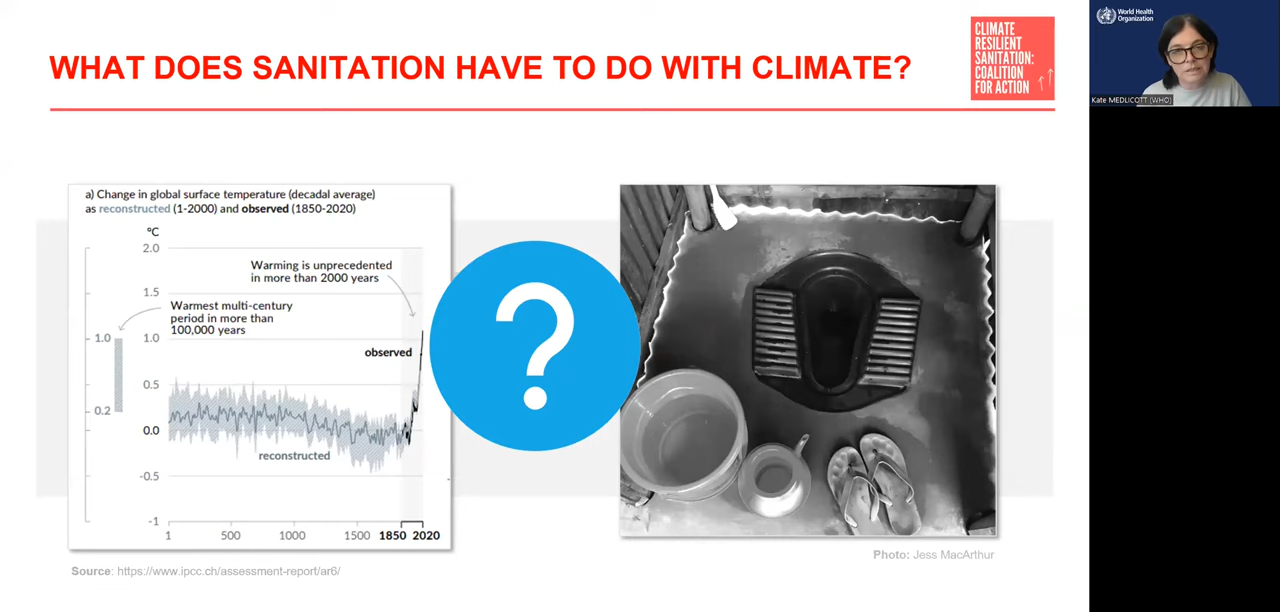 WHAT DOES SANITATION HAVE TO DO WITH CLIMATE?
CLIMATE
RESILIENT
SANITATION:
COALITION
FOR ACTION
World Health
Organization
Kate MEDLICOTT (WHO)
a) Change in global surface temperature (decadal average)
as reconstructed (1-2000) and observed (1850-2020)
°C
2.0
Warming is unprecedented
in more than 2000 years
1.5
Warmest multi-century
period in more than
100,000 years
1.0
1.0
observed
0.5
0.2
0.0
reconstructed
-0.5
-1
1 500 1000 1500 1850 2020
?
Photo: Jess MacArthur
Source: https://www.ipcc.ch/assessment-report/ar6/